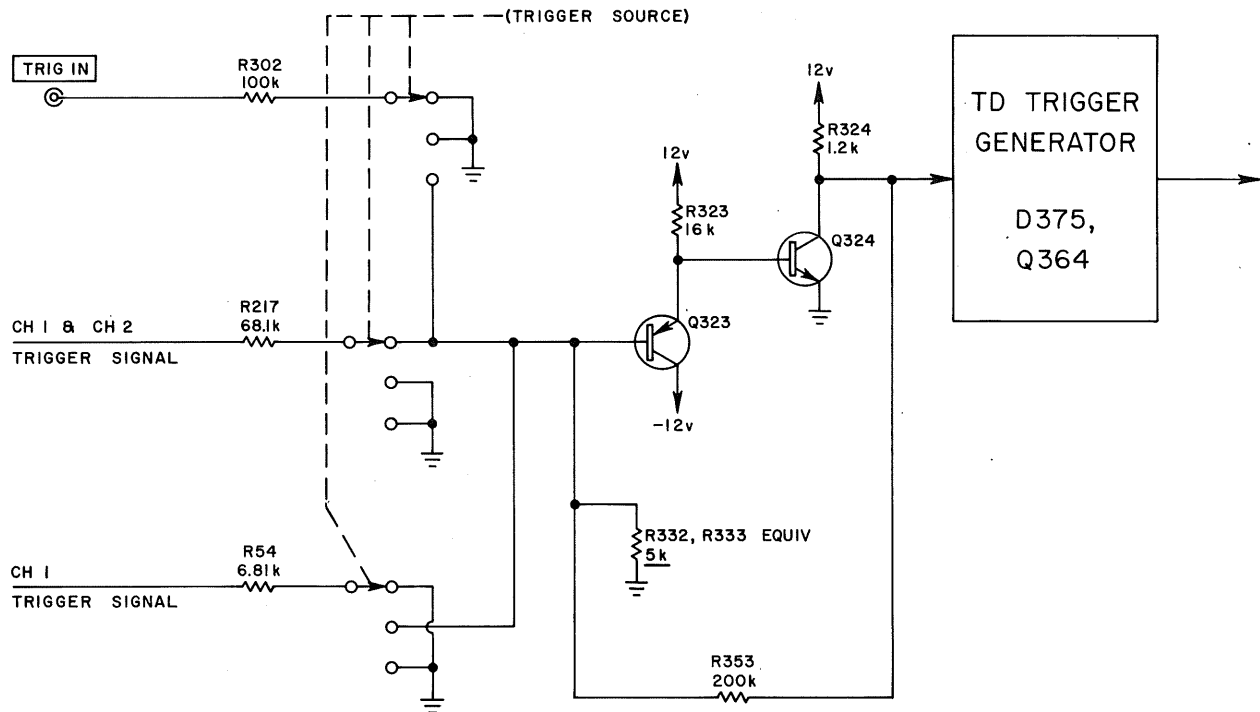 (TRIGGER SOURCE)
TRIG IN
R302
100k
12v
R324
1.2k
TD TRIGGER
GENERATOR
D375,
Q364
12v
R323
16k
Q324
R217
68.1k
CH 1 & CH 2
TRIGGER SIGNAL
Q323
-12v
R332, R333 EQUIV
5k
R54
6.81k
CH 1
TRIGGER SIGNAL
R353
200k